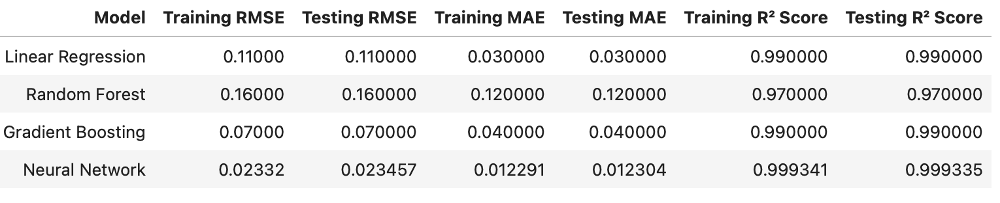 Model Training RMSE Testing RMSE Training MAE Testing MAE Training R² Score Testing R² Score
Linear Regression 0.11000 0.110000 0.030000 0.030000 0.990000 0.990000
Random Forest 0.16000 0.160000 0.120000 0.120000 0.970000 0.970000
Gradient Boosting 0.07000 0.070000 0.040000 0.040000 0.990000 0.990000
Neural Network 0.02332 0.023457 0.012291 0.012304 0.999341 0.999335